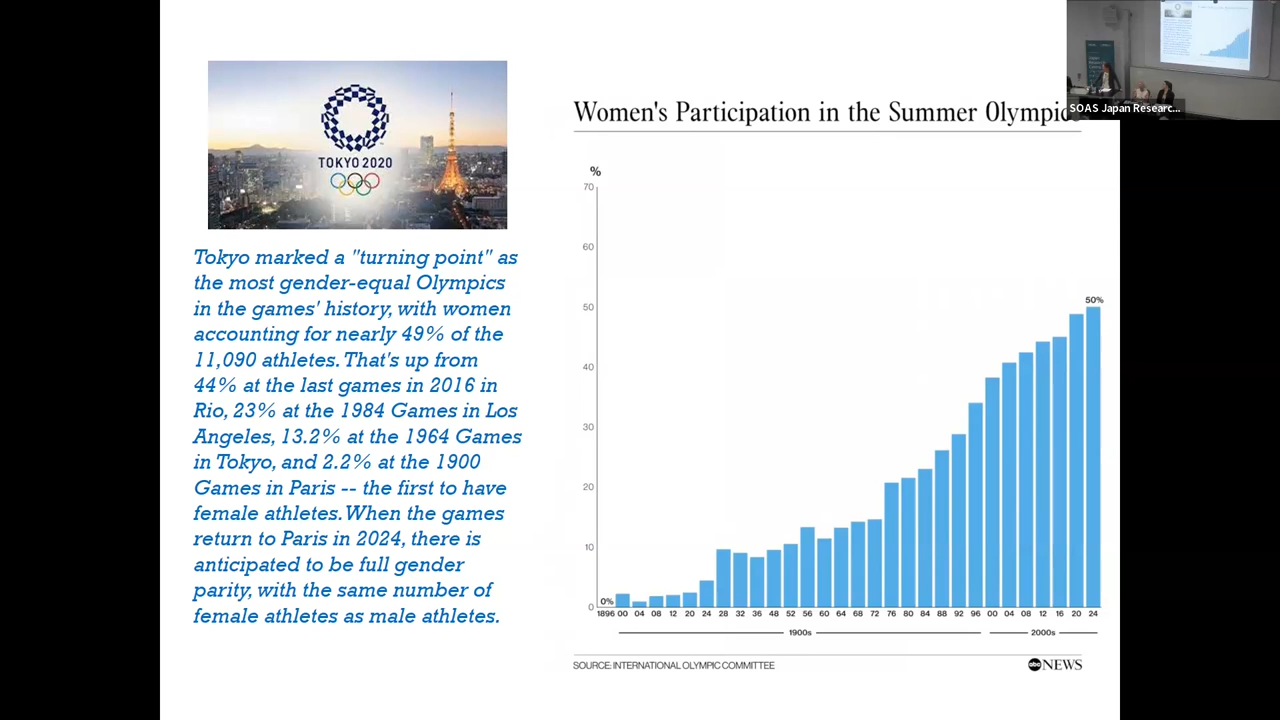 TOKYO 2020
Tokyo marked a "turning point" as
the most gender-equal Olympics
in the games' history, with women
accounting for nearly 49% of the
11,090 athletes. That's up from
44% at the last games in 2016 in
Rio, 23% at the 1984 Games in Los
Angeles, 13.2% at the 1964 Games
in Tokyo, and 2.2% at the 1900
Games in Paris -- the first to have
female athletes. When the games
return to Paris in 2024, there is
anticipated to be full gender
parity, with the same number of
female athletes as male athletes.
Women's Participation in the Summer Olympic
%
70
60
50
40
30
20
10
0
0%
50%
1896 00 04 08 12 20 24 28 32 36 48 52 56 60 64 68 72 76 80 84 88 92 96 00 04 08 12 16 20 24
1900s 2000s
SOURCE: INTERNATIONAL OLYMPIC COMMITTEE
abc NEWS
SOAS Japan Researc...